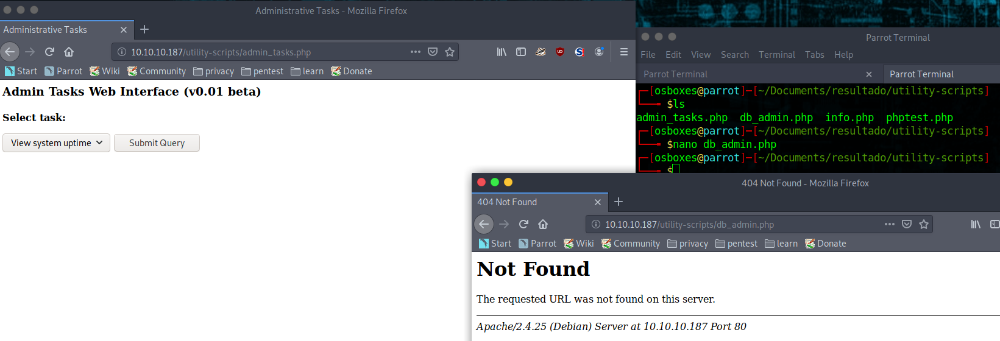 Administrative Tasks - Mozilla Firefox
Administrative Tasks
10.10.10.187/utility-scripts/admin_tasks.php
Start Parrot Wiki Community privacy pentest learn Donate
Admin Tasks Web Interface (v0.01 beta)
Select task:
View system uptime Submit Query
Parrot Terminal
File Edit View Search Terminal Tabs Help
Parrot Terminal Parrot Terminal
[osboxes@parrot]─[~/Documents/resultado/utility-scripts]
$ls
admin_tasks.php db_admin.php info.php phptest.php
[osboxes@parrot]─[~/Documents/resultado/utility-scripts]
$nano db_admin.php
[osboxes@parrot]─[~/Documents/resultado/utility-scripts]
$
404 Not Found - Mozilla Firefox
404 Not Found
10.10.10.187/utility-scripts/db_admin.php
Start Parrot Wiki Community privacy pentest learn Donate
Not Found
The requested URL was not found on this server.
Apache/2.4.25 (Debian) Server at 10.10.10.187 Port 80